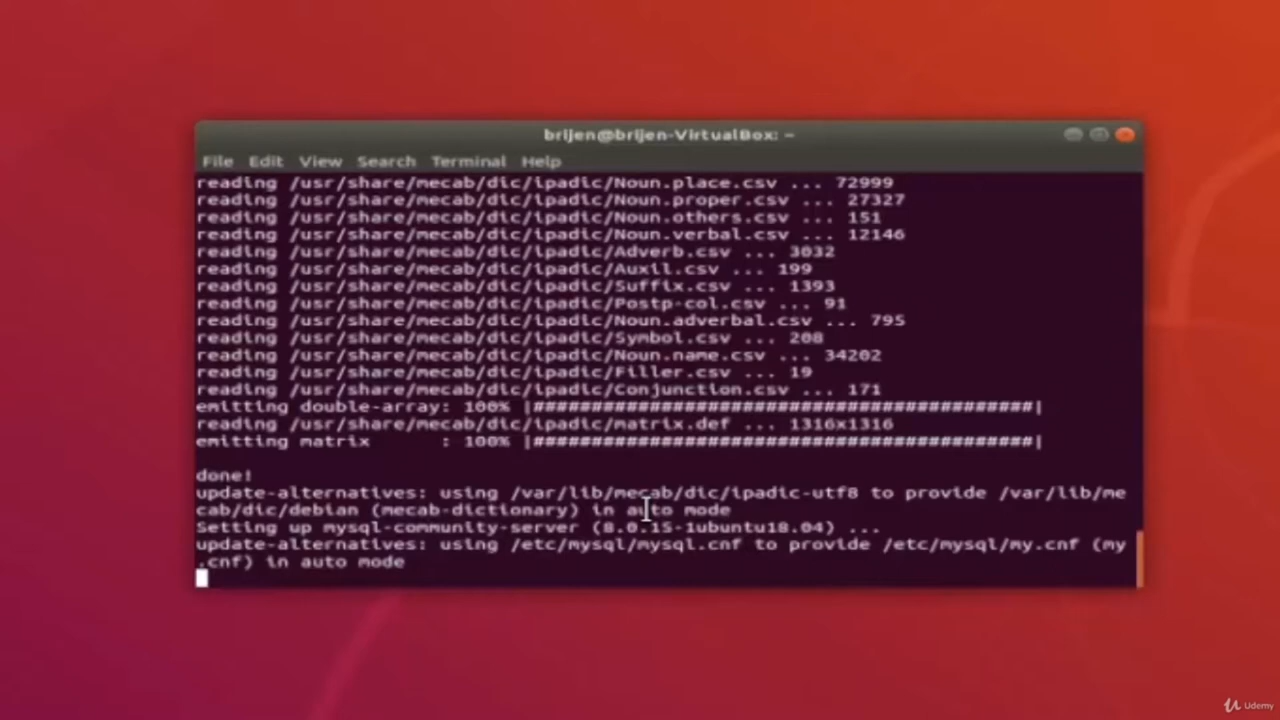 brijen@brijen-VirtualBox: ~
File Edit View Search Terminal Help
reading /usr/share/mecab/dic/ipadic/Noun.place.csv ... 72999
reading /usr/share/mecab/dic/ipadic/Noun.proper.csv ... 27327
reading /usr/share/mecab/dic/ipadic/Noun.others.csv ... 151
reading /usr/share/mecab/dic/ipadic/Noun.verbal.csv ... 12146
reading /usr/share/mecab/dic/ipadic/Adverb.csv ... 3032
reading /usr/share/mecab/dic/ipadic/Auxil.csv ... 199
reading /usr/share/mecab/dic/ipadic/Suffix.csv ... 1393
reading /usr/share/mecab/dic/ipadic/Postp-col.csv ... 91
reading /usr/share/mecab/dic/ipadic/Noun.adverbal.csv ... 795
reading /usr/share/mecab/dic/ipadic/Symbol.csv ... 208
reading /usr/share/mecab/dic/ipadic/Noun.name.csv ... 34202
reading /usr/share/mecab/dic/ipadic/Filler.csv ... 19
reading /usr/share/mecab/dic/ipadic/Conjunction.csv ... 171
emitting double-array: 100% |###########################################|
reading /usr/share/mecab/dic/ipadic/matrix.def ... 1316x1316
emitting matrix      : 100% |###########################################|
done!
update-alternatives: using /var/lib/mecab/dic/ipadic-utf8 to provide /var/lib/me
cab/dic/debian (mecab-dictionary) in auto mode
Setting up mysql-community-server (8.0.15-1ubuntu18.04) ...
update-alternatives: using /etc/mysql/mysql.cnf to provide /etc/mysql/my.cnf (my
.cnf) in auto mode
Udemy